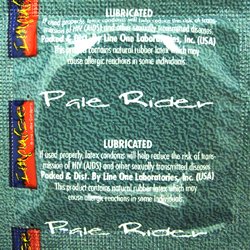 LUBRICATED
If used properly, latex condoms will help reduce the risk of trans-
mission of HIV (AIDS) and other sexually transmitted diseases
Packed & Dist. By Line One Laboratories, Inc. (USA)
This product contains natural rubber latex which may
cause allergic reactions in some individuals.
Pale Rider
LUBRICATED
If used properly, latex condoms will help reduce the risk of trans-
mission of HIV (AIDS) and other sexually transmitted diseases
Packed & Dist. By Line One Laboratories, Inc. (USA)
This product contains natural rubber latex which may
cause allergic reactions in some individuals.
Pale Rider